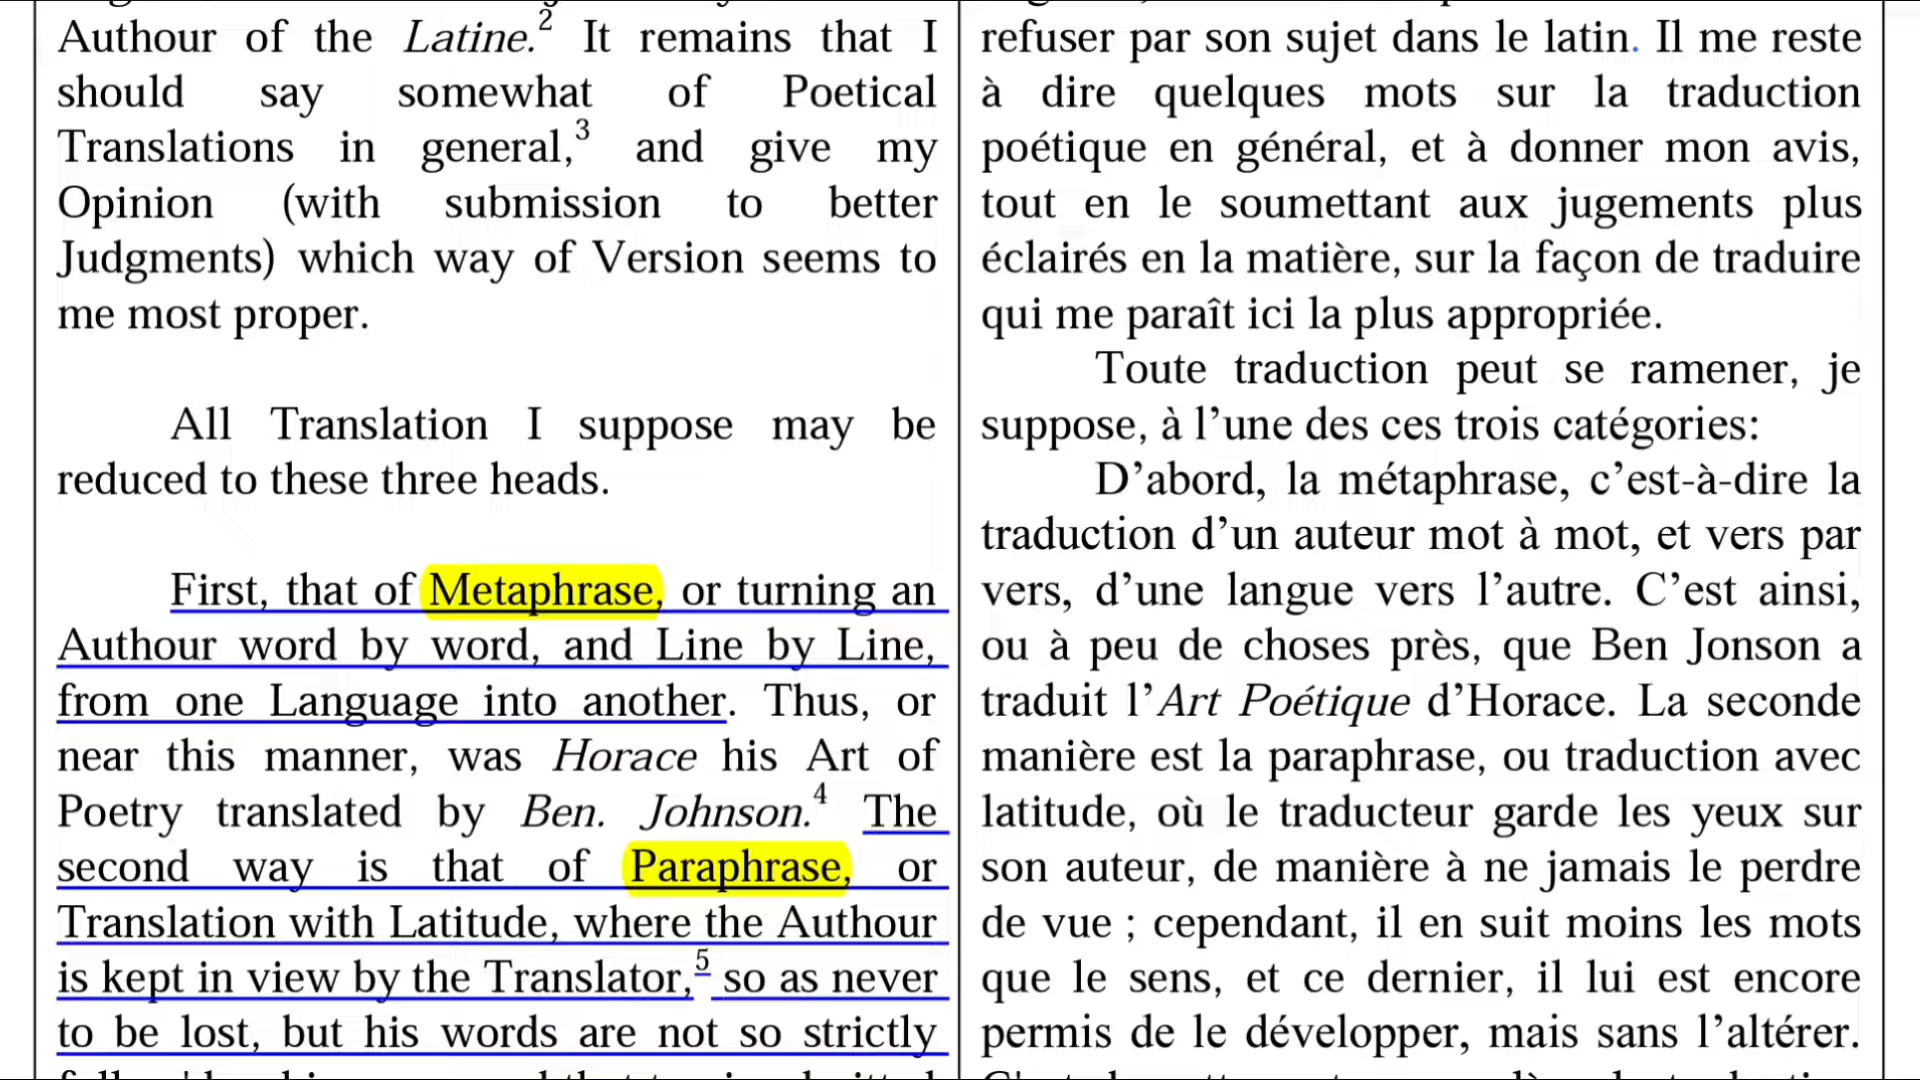 Authour of the Latine.2 It remains that I
should say somewhat of Poetical
Translations in general,3 and give my
Opinion (with submission to better
Judgments) which way of Version seems to
me most proper.
All Translation I suppose may be
reduced to these three heads.
First, that of Metaphrase, or turning an
Authour word by word, and Line by Line,
from one Language into another. Thus, or
near this manner, was Horace his Art of
Poetry translated by Ben. Johnson.4 The
second way is that of Paraphrase, or
Translation with Latitude, where the Authour
is kept in view by the Translator,5 so as never
to be lost, but his words are not so strictly
refuser par son sujet dans le latin. Il me reste
à dire quelques mots sur la traduction
poétique en général, et à donner mon avis,
tout en le soumettant aux jugements plus
éclairés en la matière, sur la façon de traduire
qui me paraît ici la plus appropriée.
Toute traduction peut se ramener, je
suppose, à l’une des ces trois catégories:
D’abord, la métaphrase, c’est-à-dire la
traduction d’un auteur mot à mot, et vers par
vers, d’une langue vers l’autre. C’est ainsi,
ou à peu de choses près, que Ben Jonson a
traduit l’Art Poétique d’Horace. La seconde
manière est la paraphrase, ou traduction avec
latitude, où le traducteur garde les yeux sur
son auteur, de manière à ne jamais le perdre
de vue ; cependant, il en suit moins les mots
que le sens, et ce dernier, il lui est encore
permis de le développer, mais sans l’altérer.